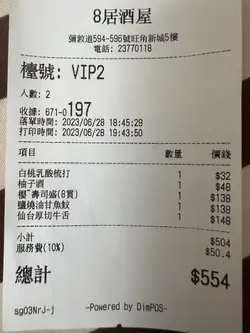 8居酒屋
彌敦道594-596號旺角新城5樓
電話: 23770118
檯號: VIP2
人數: 2
收據: 671-0197
落單時間: 2023/06/28 18:45:29
打印時間: 2023/06/28 19:43:50
項目 數量 價錢
白桃乳酸梳打 1 $32
柚子酒 1 $48
櫻~壽司盛(8貫) 1 $138
鹽燒油甘魚鮫 1 $138
仙台厚切牛舌 1 $148
小計 $504
服務費(10%) $50.4
總計 $554
sg03NrJ-j -Powered by DimPOS-